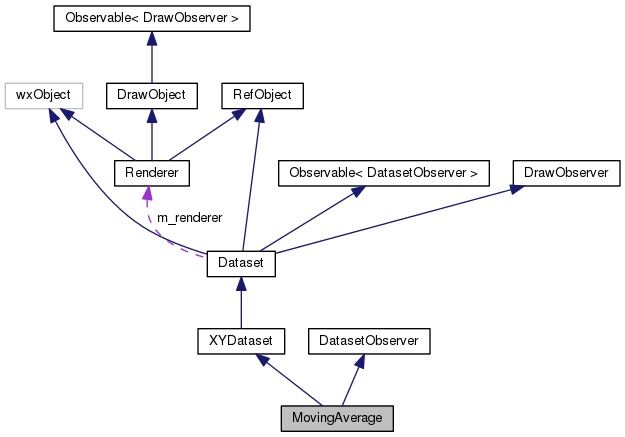 Observable< DrawObserver >
wxObject
DrawObject
RefObject
Renderer
Observable< DatasetObserver >
DrawObserver
m_renderer
Dataset
XYDataset
DatasetObserver
MovingAverage